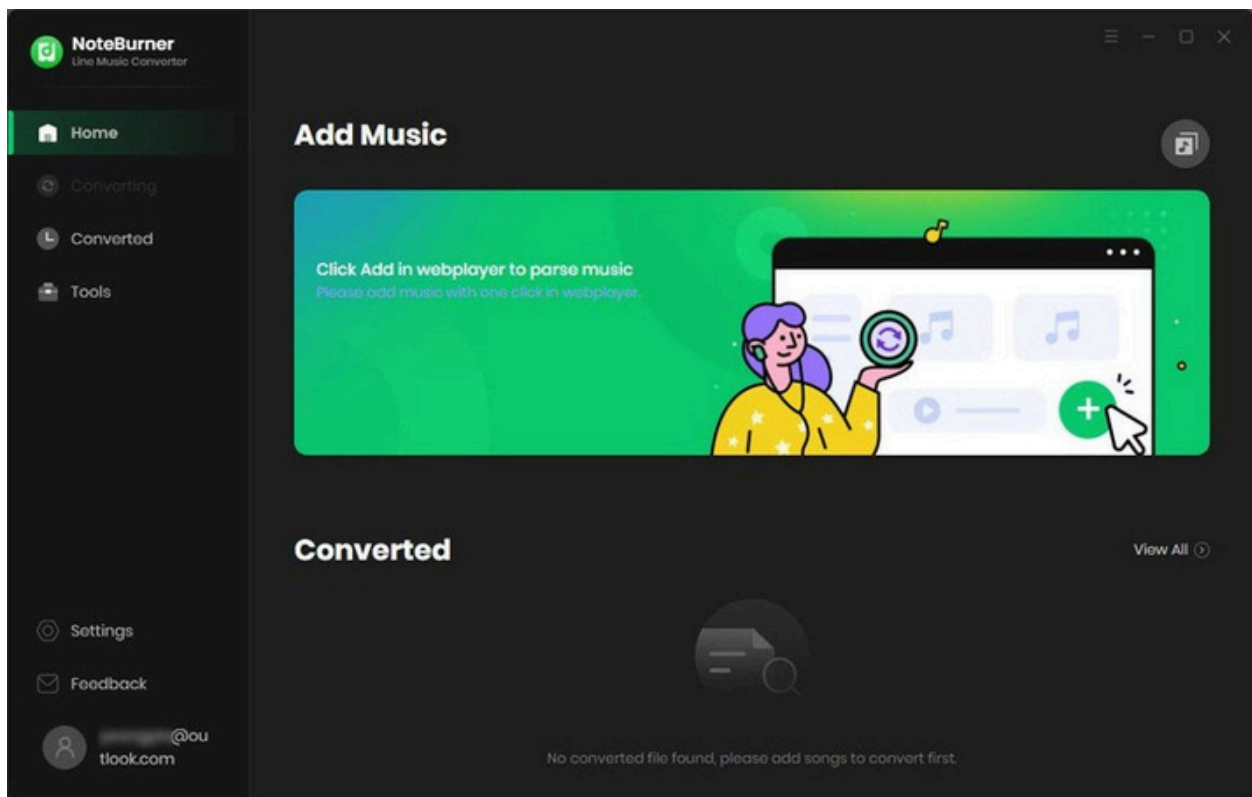 NoteBurner
Line Music Converter
Home
Converting
Converted
Tools
Settings
Feedback
@ou
tlook.com
Add Music
Click Add in webplayer to parse music
Please add music with one click in webplayer.
Converted
View All
No converted file found, please add songs to convert first.